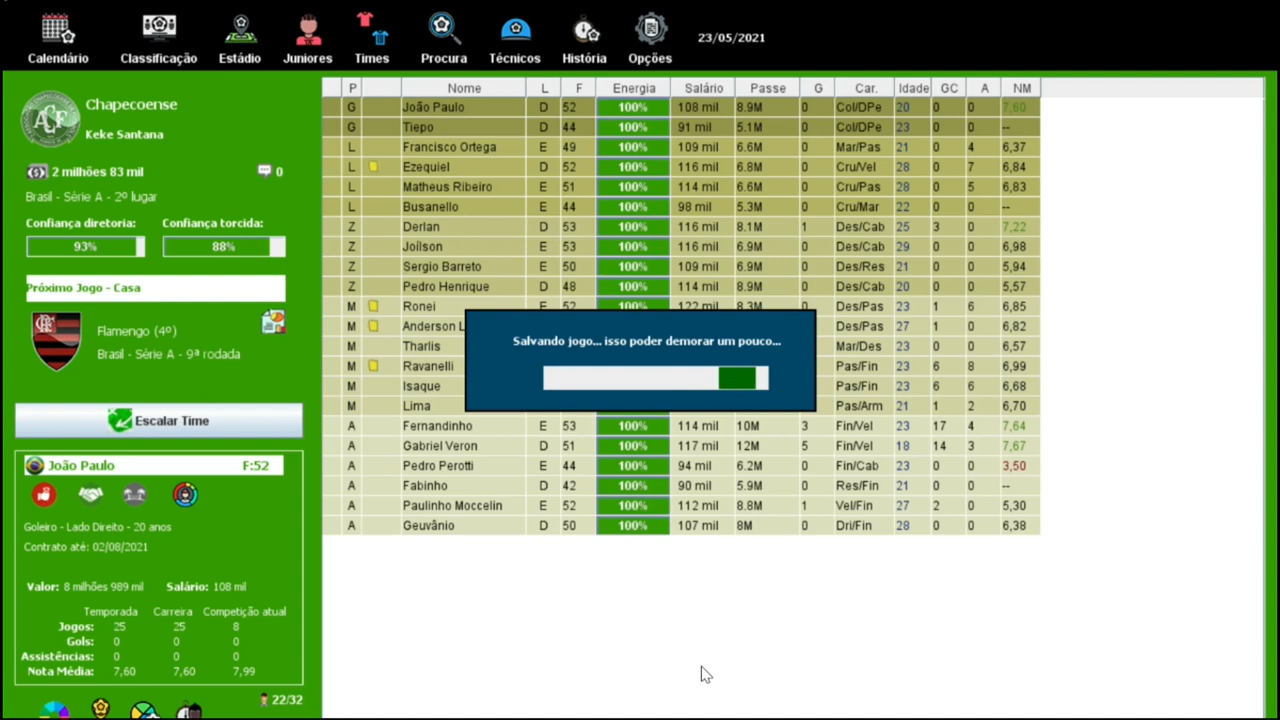 Calendário Classificação Estádio Juniores Times Procura Técnicos História Opções 23/05/2021
ACF
Chapecoense
Keke Santana
2 milhões 83 mil 0
Brasil - Série A - 2º lugar
Confiança diretoria: Confiança torcida:
93% 88%
Próximo Jogo - Casa
Flamengo (4º)
Brasil - Série A - 9ª rodada
Escalar Time
João Paulo F:52
Goleiro - Lado Direito - 20 anos
Contrato até: 02/08/2021
Valor: 8 milhões 989 mil Salário: 108 mil
Temporada Carreira Competição atual
Jogos: 25 25 8
Gols: 0 0 0
Assistências: 0 0 0
Nota Média: 7,60 7,60 7,99
22/32
P Nome L F Energia Salário Passe G Car. Idade GC A NM
G João Paulo D 52 100% 108 mil 8.9M 0 Col/DPe 20 0 0 7,60
G Tiepo D 44 100% 91 mil 5.1M 0 Col/DPe 23 0 0 --
L Francisco Ortega E 49 100% 109 mil 6.6M 0 Mar/Pas 21 0 4 6,37
L Ezequiel D 52 100% 116 mil 6.8M 0 Cru/Vel 28 0 7 6,84
L Matheus Ribeiro E 51 100% 114 mil 6.6M 0 Cru/Pas 28 0 5 6,83
L Busanello E 44 100% 98 mil 5.3M 0 Cru/Mar 22 0 0 --
Z Derlan D 53 100% 116 mil 8.1M 1 Des/Cab 25 3 0 7,22
Z Joílson E 53 100% 116 mil 6.9M 0 Des/Cab 29 0 0 6,98
Z Sergio Barreto E 50 100% 109 mil 6.9M 0 Des/Res 21 0 0 5,94
Z Pedro Henrique D 48 100% 114 mil 8.9M 0 Des/Cab 20 0 0 5,57
M Ronei E 52 100% 122 mil 8.3M 0 Des/Pas 23 1 6 6,85
M Anderson L Des/Pas 27 1 0 6,82
M Tharlis Mar/Des 23 0 0 6,57
M Ravanelli Pas/Fin 23 6 8 6,99
M Isaque Pas/Fin 23 6 6 6,68
M Lima Pas/Arm 21 1 2 6,70
A Fernandinho E 53 100% 114 mil 10M 3 Fin/Vel 23 17 4 7,64
A Gabriel Veron D 51 100% 117 mil 12M 5 Fin/Vel 18 14 3 7,67
A Pedro Perotti E 44 100% 94 mil 6.2M 0 Fin/Cab 23 0 0 3,50
A Fabinho D 42 100% 90 mil 5.9M 0 Res/Fin 21 0 0 --
A Paulinho Moccelin E 52 100% 112 mil 8.8M 1 Vel/Fin 27 2 0 5,30
A Geuvânio D 50 100% 107 mil 8M 0 Dri/Fin 28 0 0 6,38
Salvando jogo... isso poder demorar um pouco...